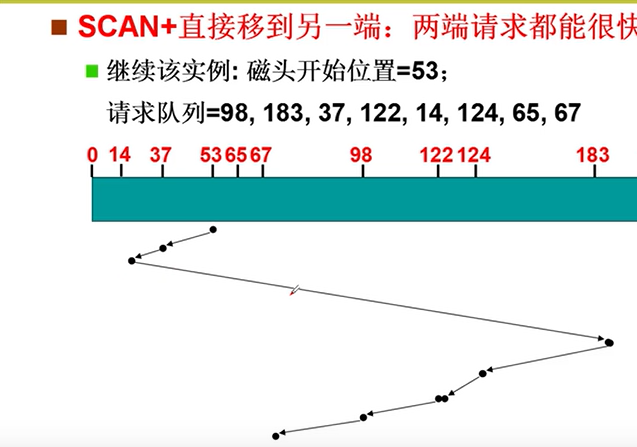 SCAN+直接移到另一端：两端请求都能很快
继续该实例: 磁头开始位置=53；
请求队列=98, 183, 37, 122, 14, 124, 65, 67
0 14 37 53 65 67 98 122 124 183